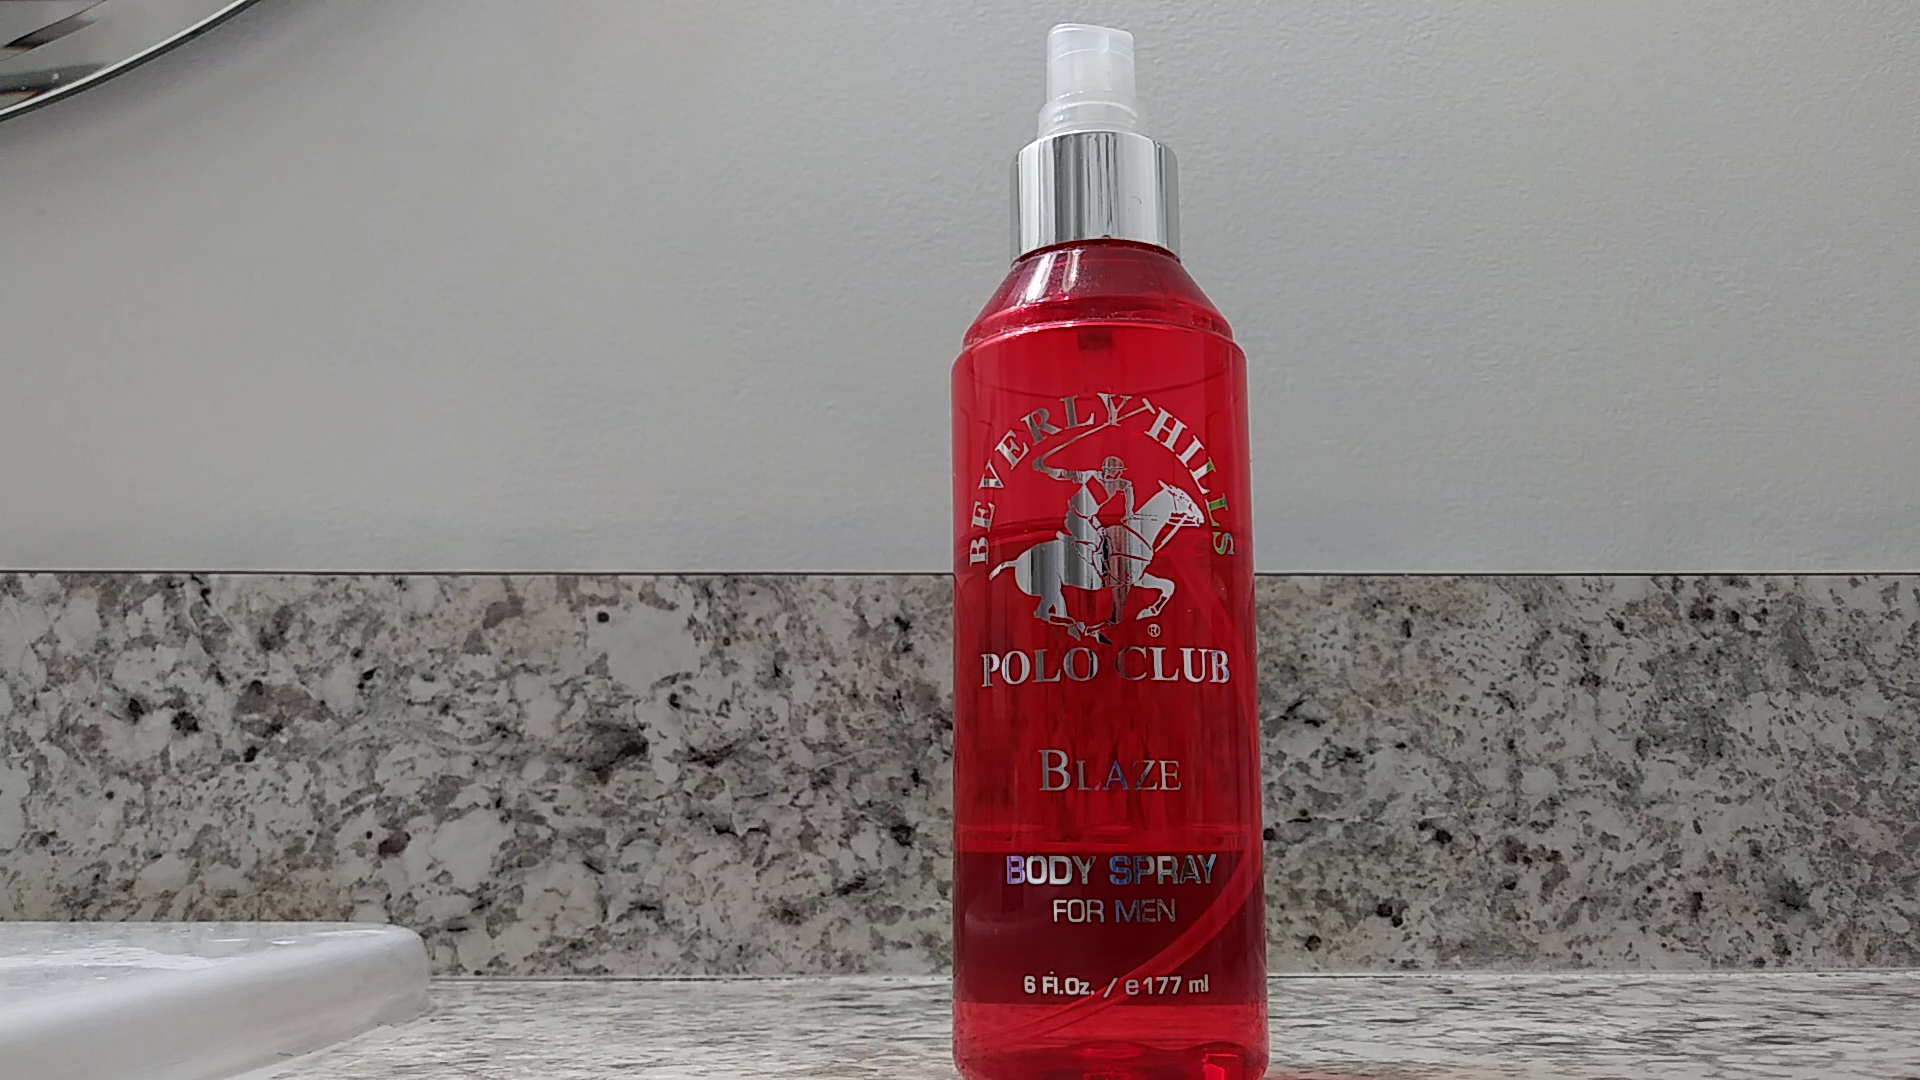 BEVERLY HILLS
®
POLO CLUB
BLAZE
BODY SPRAY
FOR MEN
6 Fl.Oz. / e 177 ml